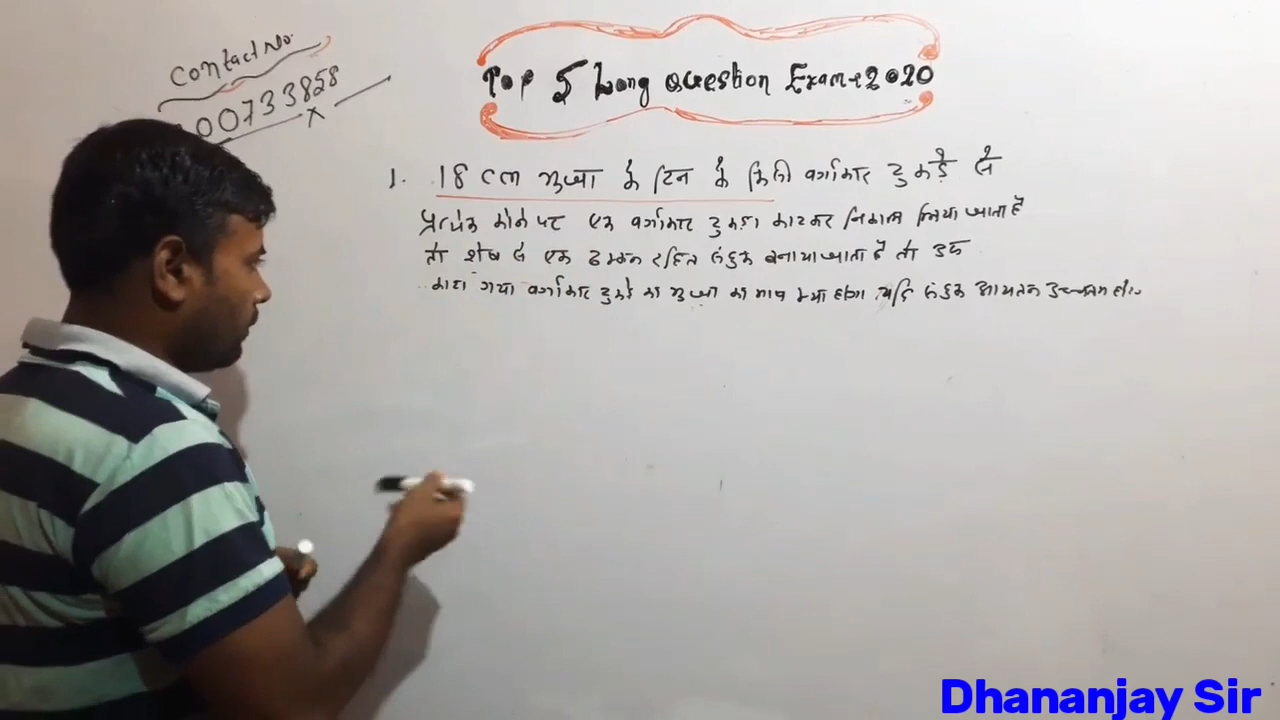 Contact No.
00733858
Top 5 Long Question Exam-2020
1. 18 cm भुजा के टिन के किसी वर्गाकार टुकड़े से
प्रत्येक कोने पर एक वर्गाकार टुकड़ा काटकर निकाल लिया जाता है
तो शेष से एक ढक्कन रहित संदुक बनाया जाता है तो उस
काटा गया वर्गाकार टुकड़े का भुजा का माप क्या होगा यदि संदुक आयतन उच्चतम हो।
Dhananjay Sir